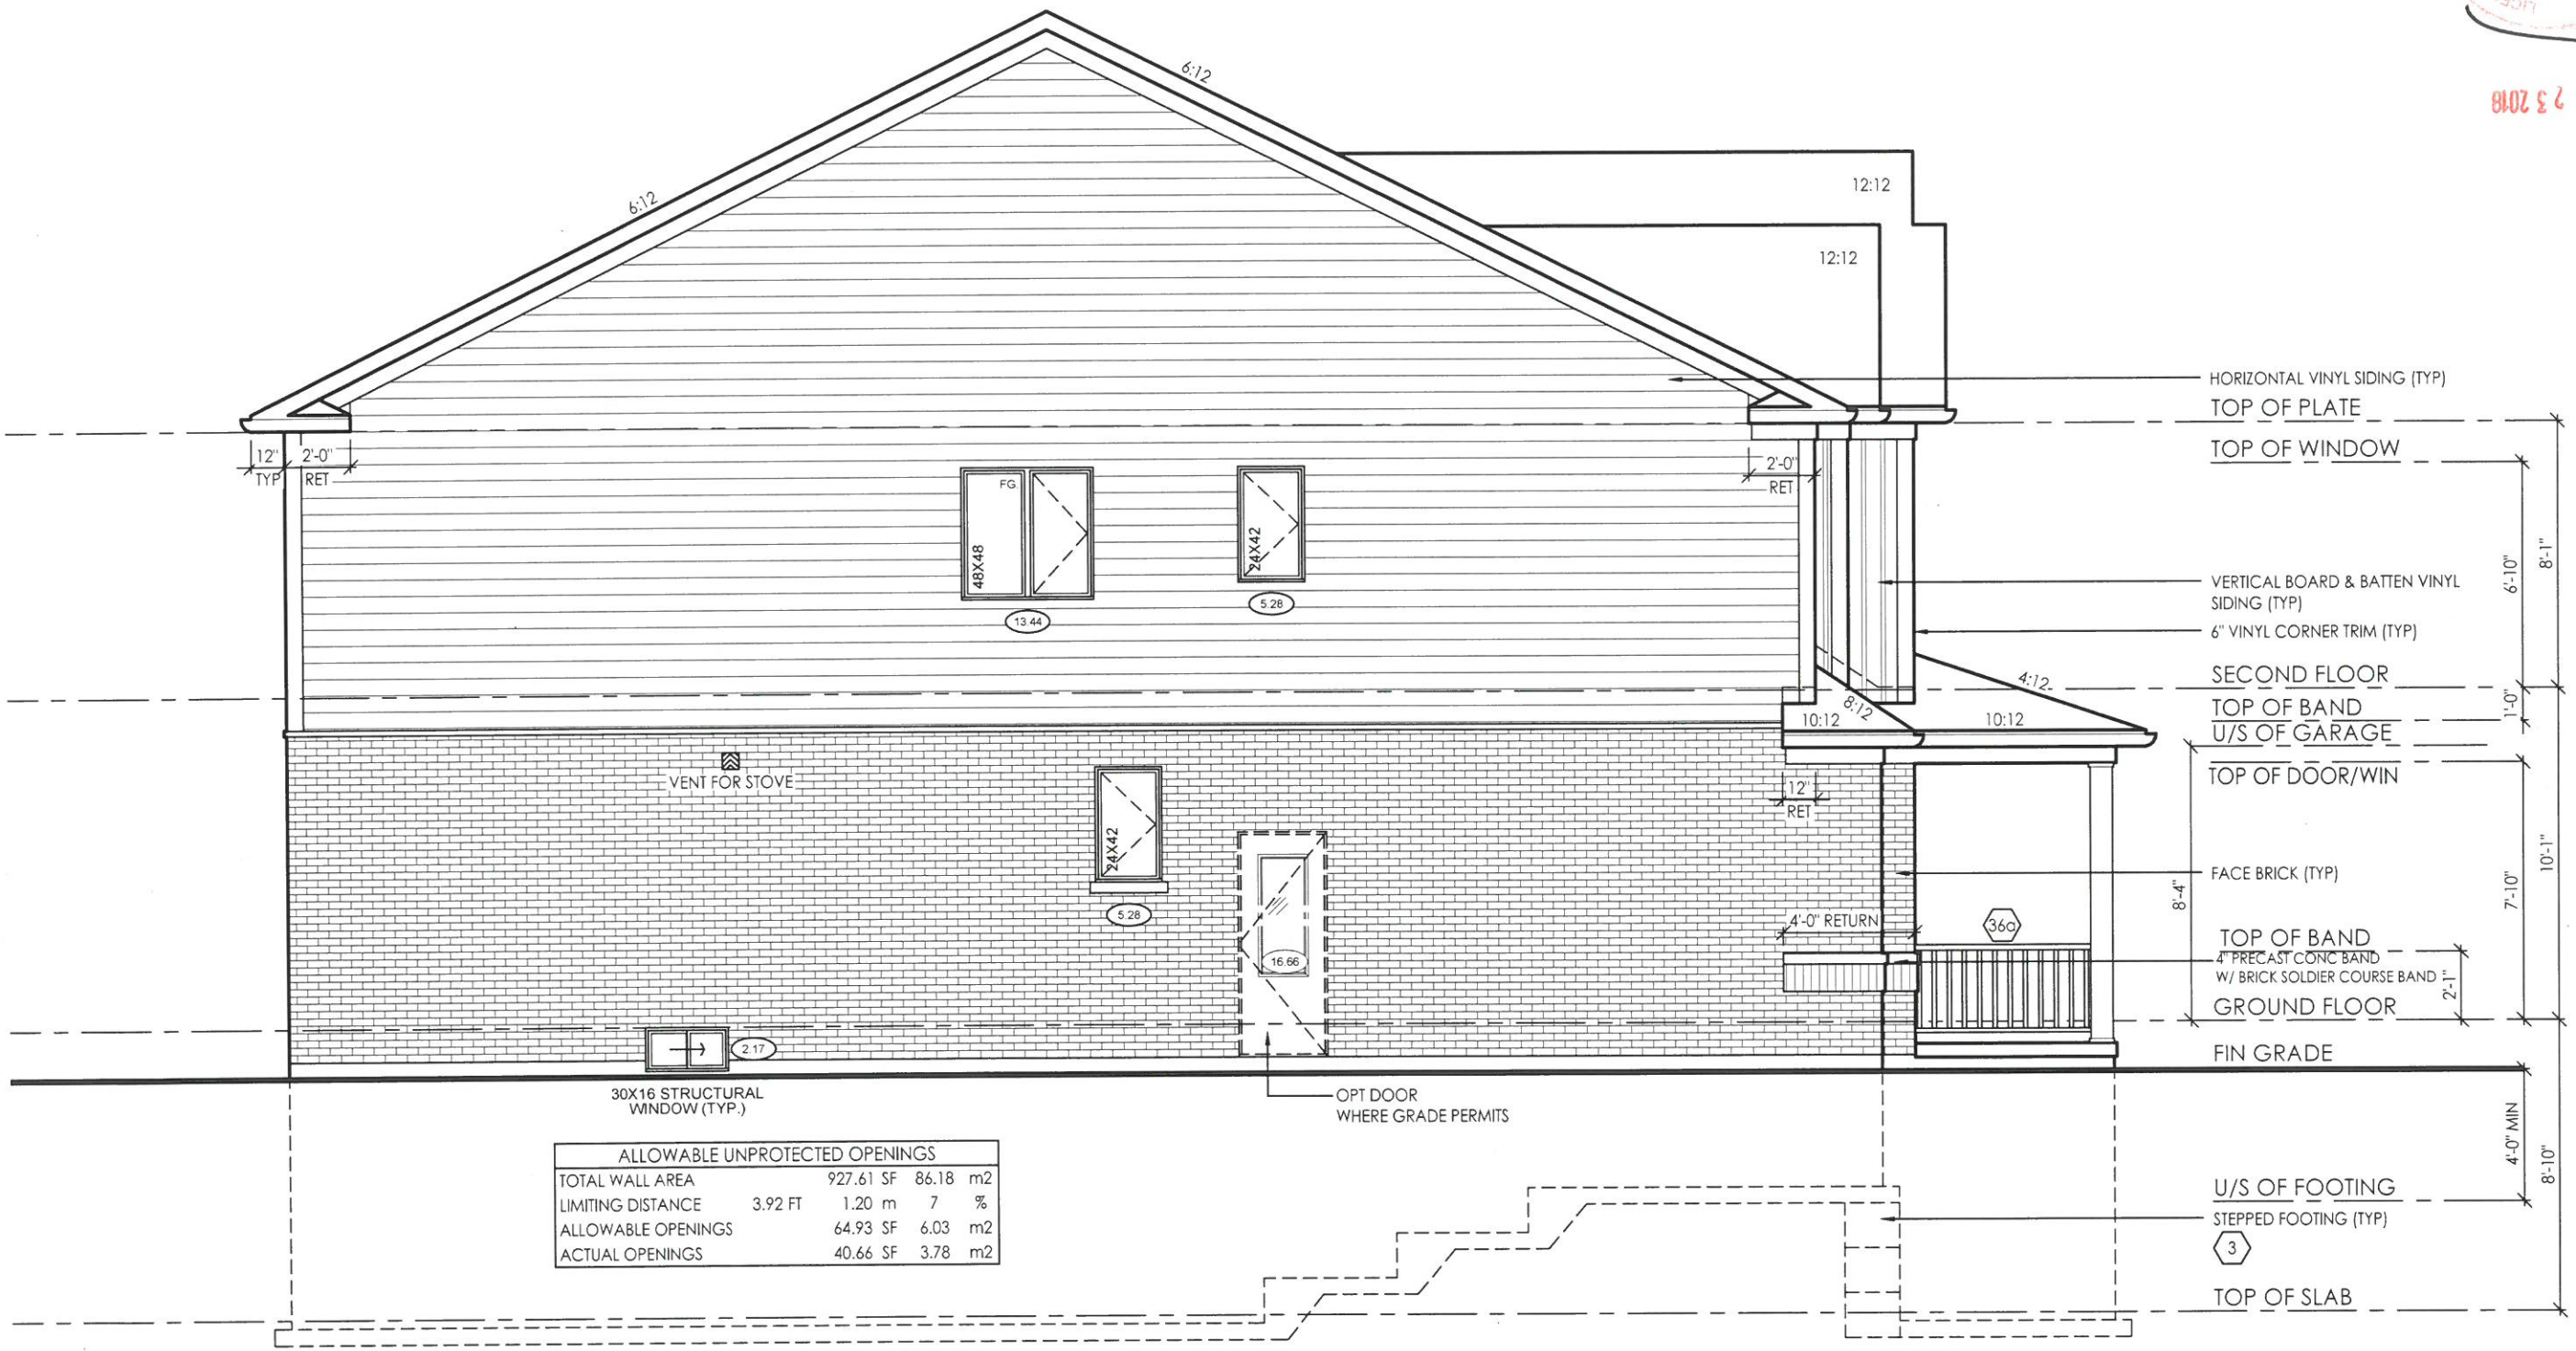 2 3 2018
6:12
6:12
12:12
12:12
HORIZONTAL VINYL SIDING (TYP)
TOP OF PLATE
TOP OF WINDOW
12"
TYP
2'-0"
RET
2'-0"
RET
FG.
48X48
24X42
13.44
5.28
6'-10"
8'-1"
VERTICAL BOARD & BATTEN VINYL
SIDING (TYP)
6" VINYL CORNER TRIM (TYP)
SECOND FLOOR
4:12
8:12
10:12
10:12
TOP OF BAND
1'-0"
U/S OF GARAGE
TOP OF DOOR/WIN
VENT FOR STOVE
12"
RET
24X42
5.28
16.66
FACE BRICK (TYP)
8'-4"
7'-10"
10'-1"
4'-0" RETURN
36a
TOP OF BAND
4" PRECAST CONC BAND
W/ BRICK SOLDIER COURSE BAND
2'-1"
GROUND FLOOR
2.17
FIN GRADE
30X16 STRUCTURAL
WINDOW (TYP.)
OPT DOOR
WHERE GRADE PERMITS
ALLOWABLE UNPROTECTED OPENINGS
TOTAL WALL AREA 927.61 SF 86.18 m2
LIMITING DISTANCE 3.92 FT 1.20 m 7 %
ALLOWABLE OPENINGS 64.93 SF 6.03 m2
ACTUAL OPENINGS 40.66 SF 3.78 m2
4'-0" MIN
8'-10"
U/S OF FOOTING
STEPPED FOOTING (TYP)
3
TOP OF SLAB